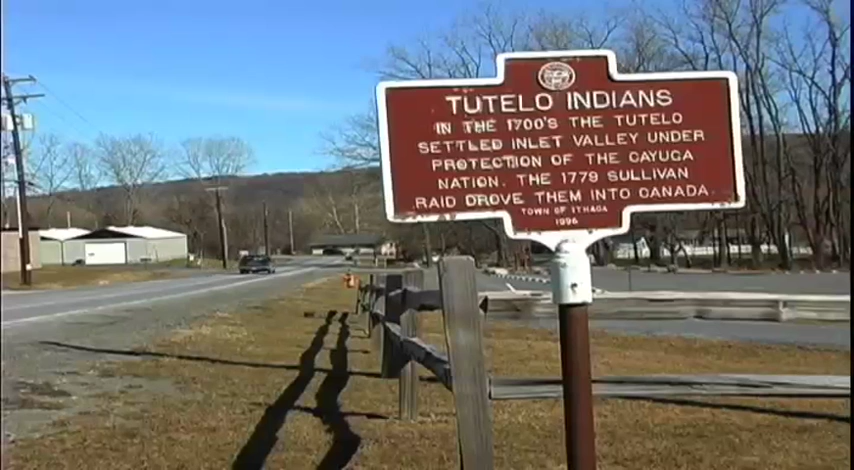 TUTELO INDIANS
IN THE 1700'S THE TUTELO
SETTLED INLET VALLEY UNDER
PROTECTION OF THE CAYUGA
NATION. THE 1779 SULLIVAN
RAID DROVE THEM INTO CANADA.
TOWN OF ITHACA
1996